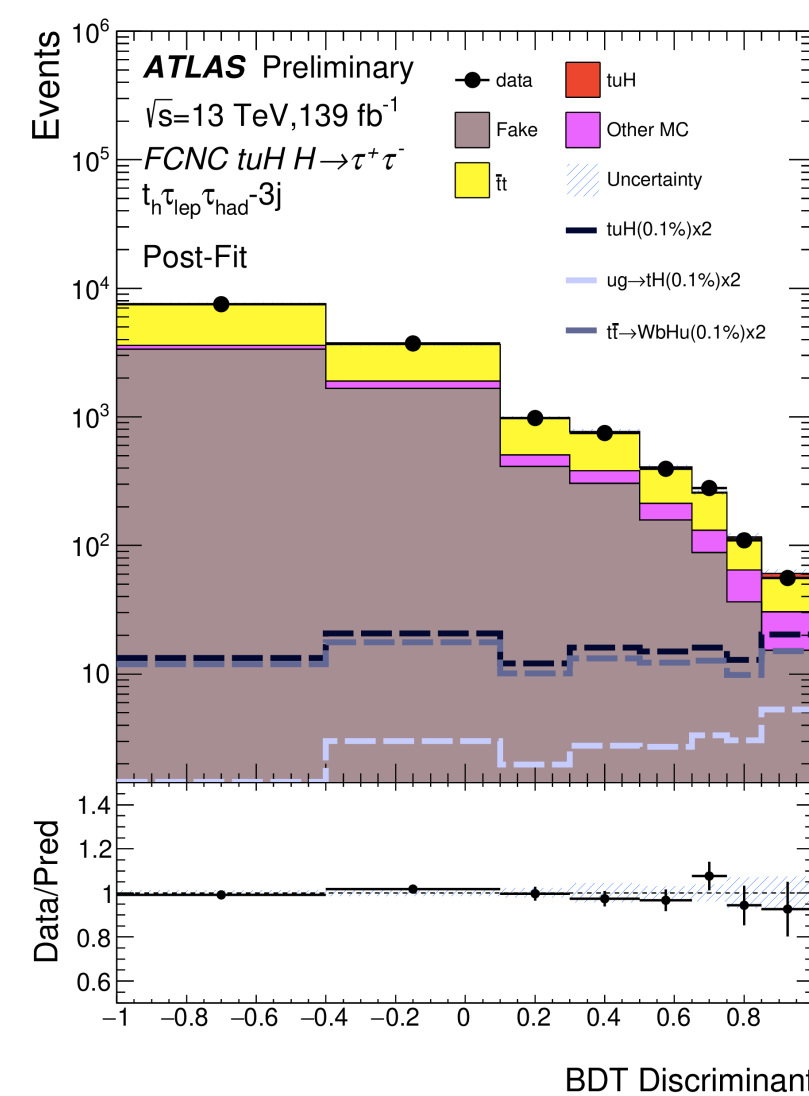 Events
10⁶
10⁵
10⁴
10³
10²
10
ATLAS Preliminary
√s=13 TeV,139 fb⁻¹
FCNC tuH H→τ⁺τ⁻
tₕτₗₑₚτₕₐd-3j
Post-Fit
data
Fake
t̄t
tuH
Other MC
Uncertainty
tuH(0.1%)x2
ug→tH(0.1%)x2
tt̄→WbHu(0.1%)x2
Data/Pred
1.4
1.2
1
0.8
0.6
−1 −0.8 −0.6 −0.4 −0.2 0 0.2 0.4 0.6 0.8
BDT Discriminant